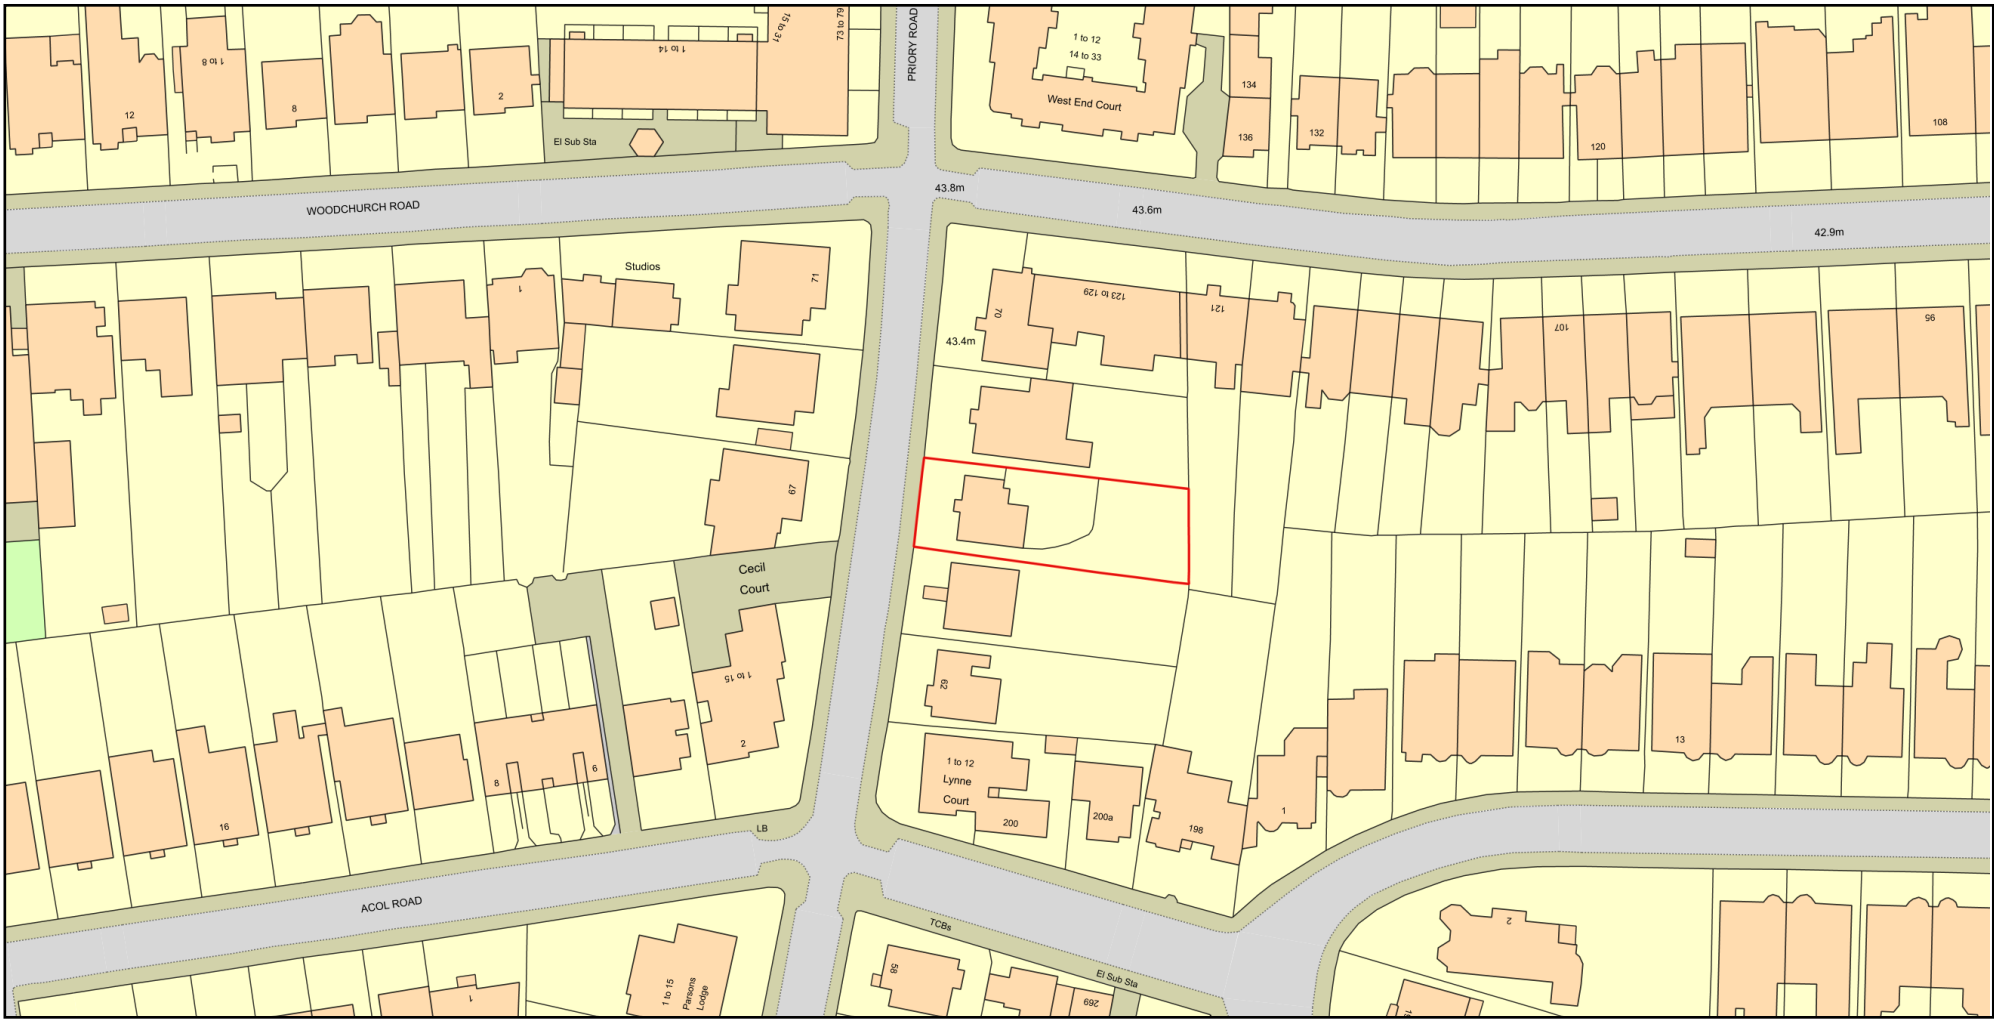 15 to 31
73 to 79
PRIORY ROAD
1 to 12
14 to 33
West End Court
1 to 8
1 to 14
12
8
2
El Sub Sta
134
136
132
120
108
WOODCHURCH ROAD
43.8m
43.6m
42.9m
Studios
71
1
70
123 to 129
121
107
95
43.4m
67
Cecil
Court
1 to 15
62
2
13
1 to 12
Lynne
Court
200
200a
198
1
8
6
16
LB
ACOL ROAD
TCBs
El Sub Sta
2
58
269
1 to 15
Parsons
Lodge
1